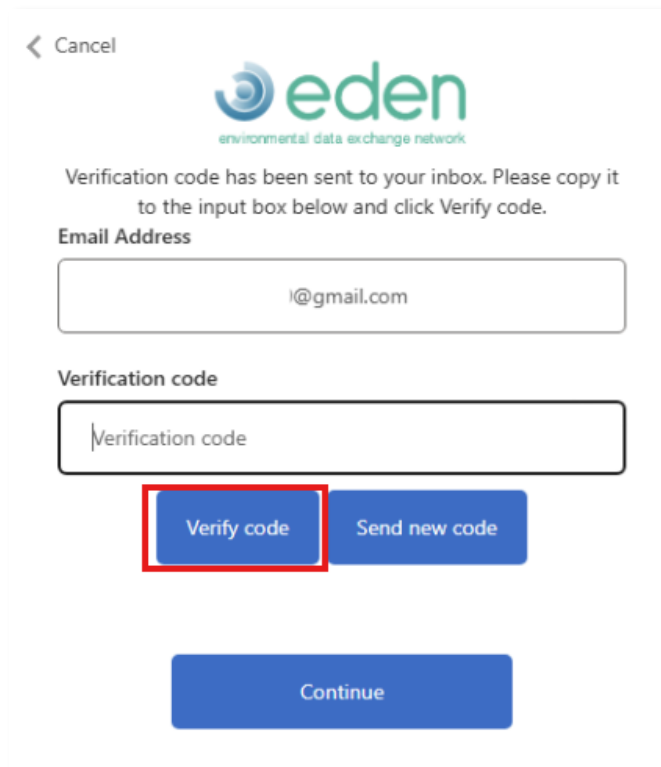 Cancel
eden
environmental data exchange network
Verification code has been sent to your inbox. Please copy it
to the input box below and click Verify code.
Email Address
@gmail.com
Verification code
Verification code
Verify code
Send new code
Continue